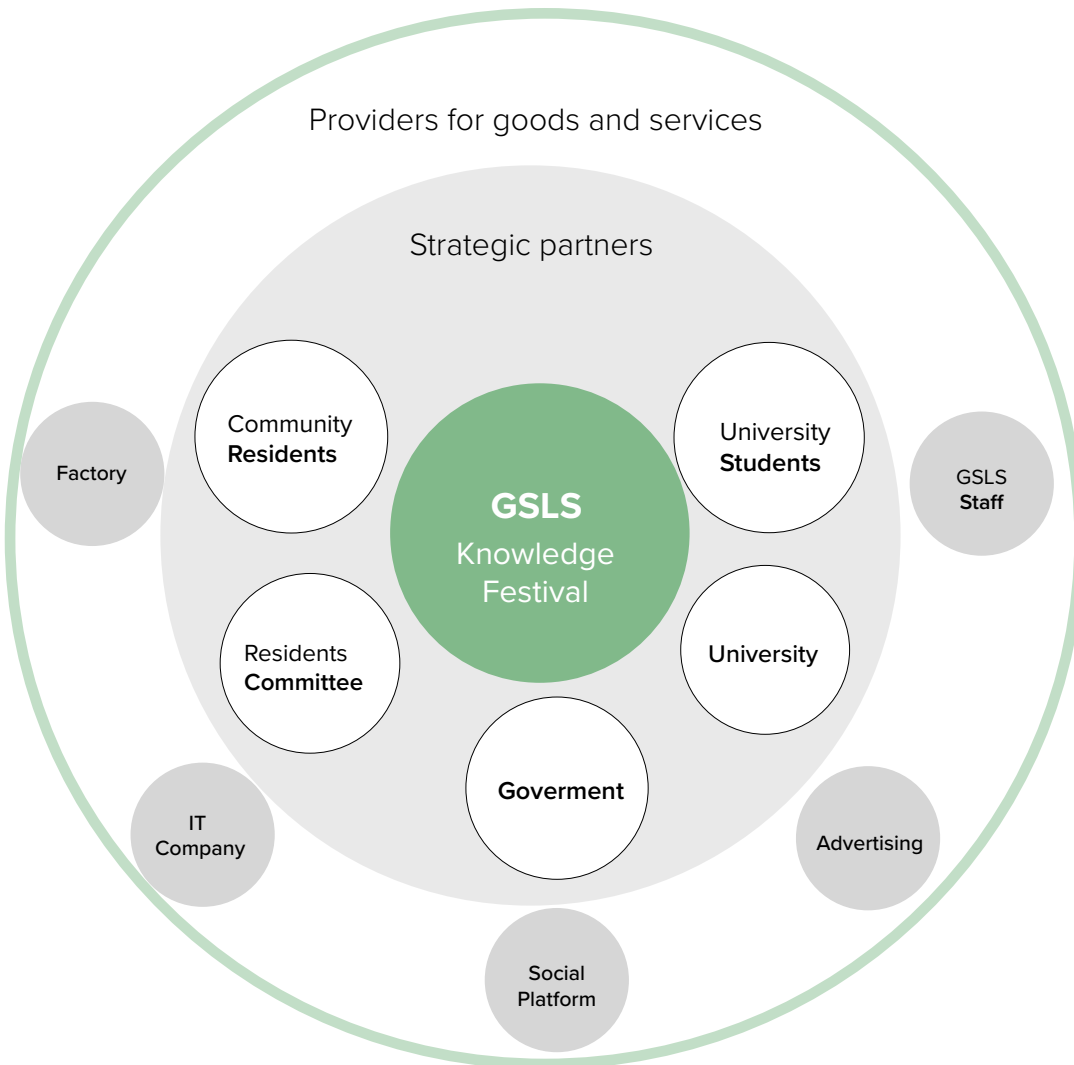 Providers for goods and services
Strategic partners
Community
Residents
University
Students
Factory
GSLS
Staff
GSLS
Knowledge
Festival
Residents
Committee
University
Goverment
IT
Company
Advertising
Social
Platform